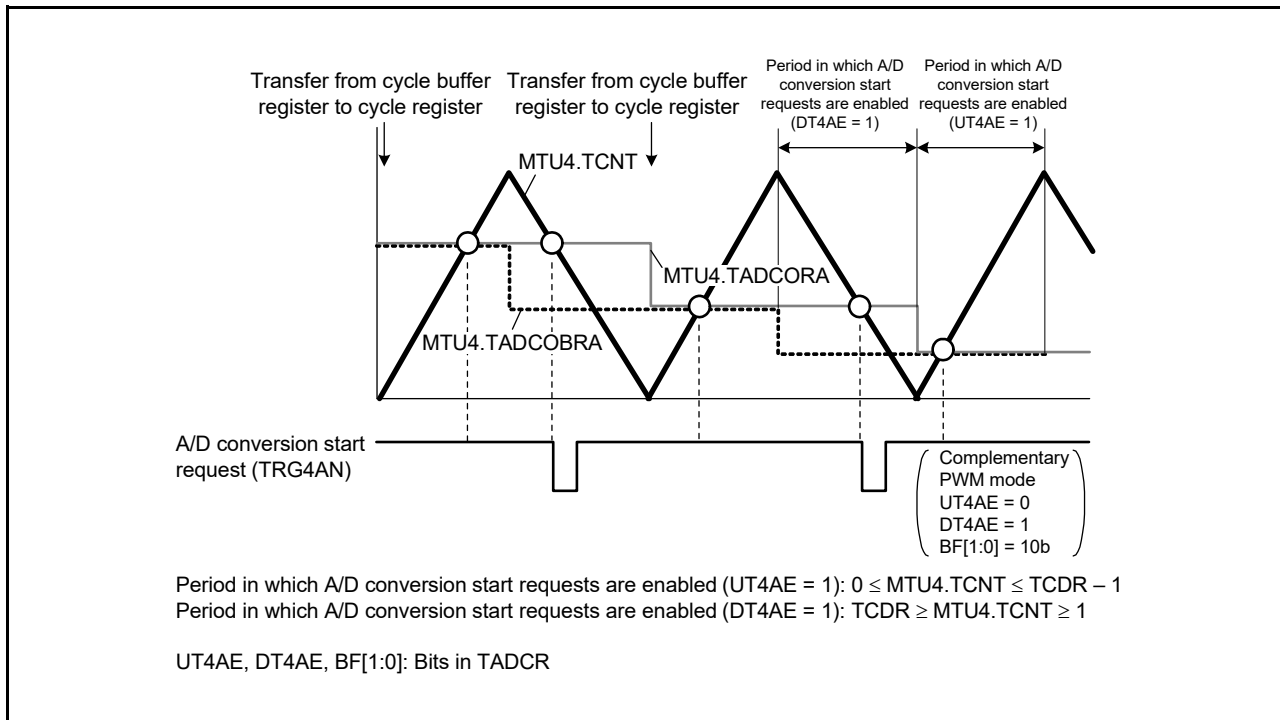 Transfer from cycle buffer
register to cycle register
Transfer from cycle buffer
register to cycle register
Period in which A/D
conversion start
requests are enabled
(DT4AE = 1)
Period in which A/D
conversion start
requests are enabled
(UT4AE = 1)
MTU4.TCNT
MTU4.TADCORA
MTU4.TADCOBRA
A/D conversion start
request (TRG4AN)
Complementary
PWM mode
UT4AE = 0
DT4AE = 1
BF[1:0] = 10b
Period in which A/D conversion start requests are enabled (UT4AE = 1): 0 ≤ MTU4.TCNT ≤ TCDR – 1
Period in which A/D conversion start requests are enabled (DT4AE = 1): TCDR ≥ MTU4.TCNT ≥ 1
UT4AE, DT4AE, BF[1:0]: Bits in TADCR